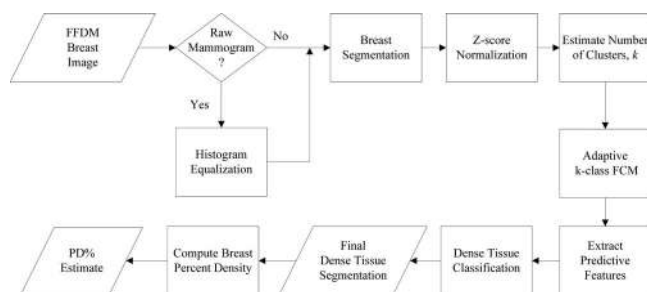 FFDM
Breast
Image
Raw
Mammogram
?
No
Yes
Histogram
Equalization
Breast
Segmentation
Z-score
Normalization
Estimate Number
of Clusters, k
Adaptive
k-class FCM
Extract
Predictive
Features
Dense Tissue
Classification
Final
Dense Tissue
Segmentation
Compute Breast
Percent Density
PD%
Estimate